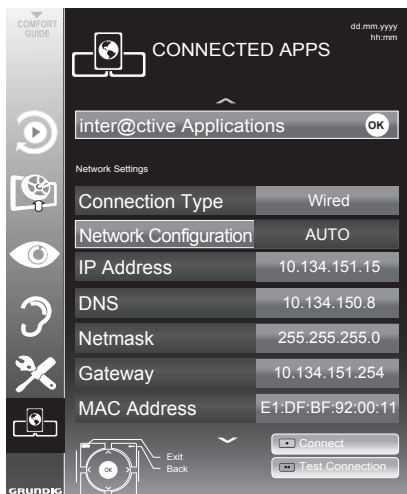 COMFORT
GUIDE
CONNECTED APPS
dd.mm.yyyy
hh:mm
inter@ctive Applications OK
Network Settings
Connection Type Wired
Network Configuration AUTO
IP Address 10.134.151.15
DNS 10.134.150.8
Netmask 255.255.255.0
Gateway 10.134.151.254
MAC Address E1:DF:BF:92:00:11
Exit
Back
OK
Connect
Test Connection
GRUNDIG